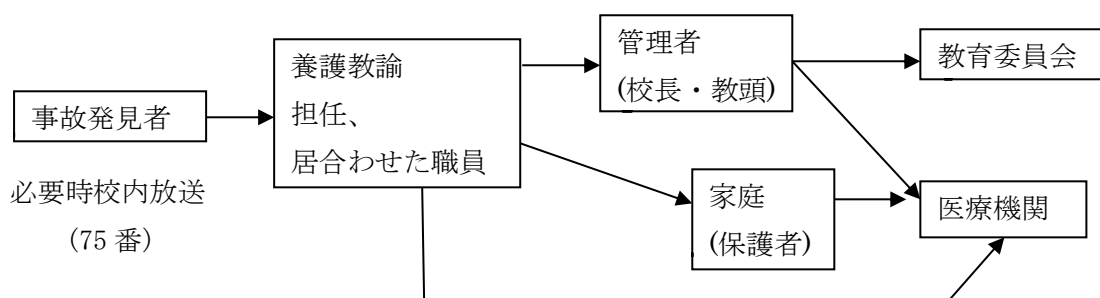 事故発見者
必要時校内放送
（75 番）
養護教諭
担任、
居合わせた職員
管理者
(校長・教頭)
家庭
(保護者)
教育委員会
医療機関